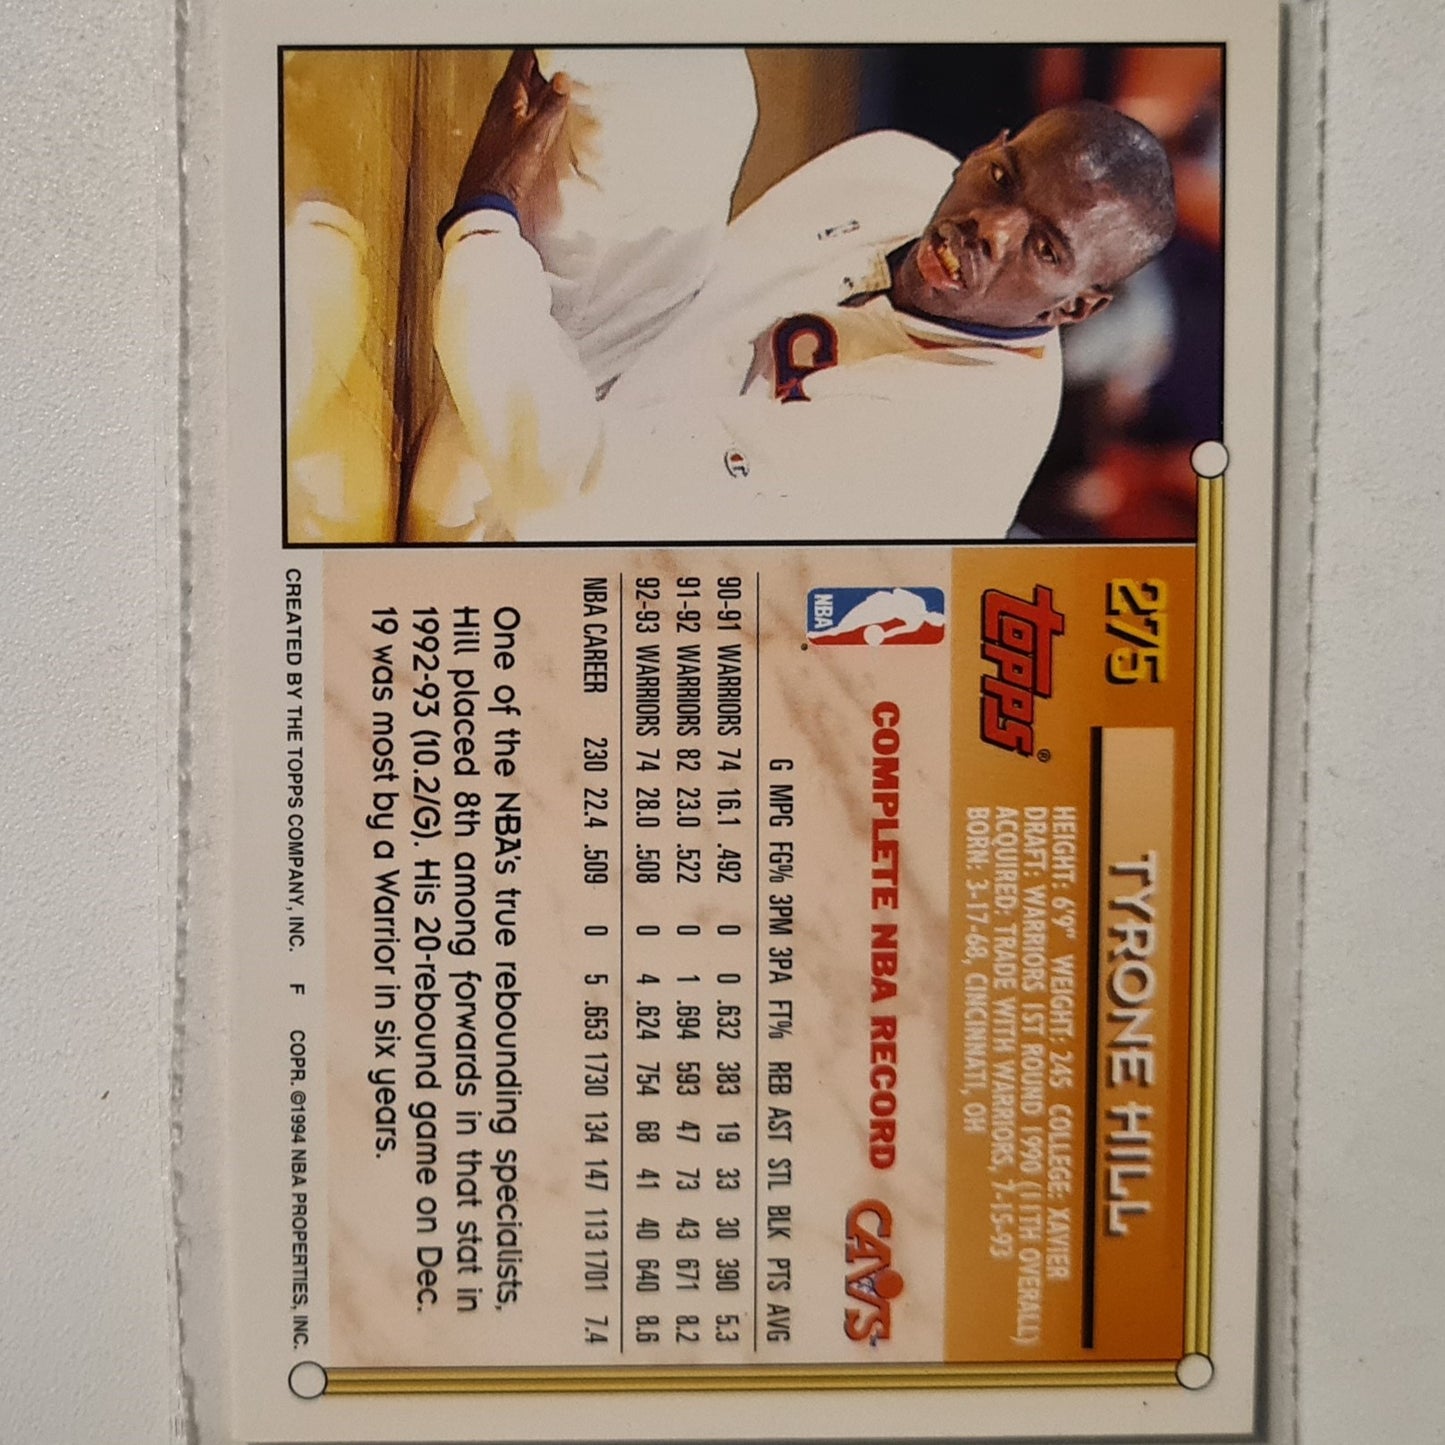 275
TYRONE HILL
TOPPS®
HEIGHT: 6'9" WEIGHT: 245 COLLEGE: XAVIER
DRAFT: WARRIORS 1ST ROUND 1990 (11TH OVERALL)
ACQUIRED: TRADE WITH WARRIORS, 7-15-93
BORN: 3-17-68, CINCINNATI, OH
NBA®
COMPLETE NBA RECORD
CAVS
G MPG FG% 3PM 3PA FT% REB AST STL BLK PTS AVG
90-91 WARRIORS 74 16.1 .492 0 0 .632 383 19 33 30 390 5.3
91-92 WARRIORS 82 23.0 .522 0 1 .694 593 47 73 43 671 8.2
92-93 WARRIORS 74 28.0 .508 0 4 .624 754 68 41 40 640 8.6
NBA CAREER 230 22.4 .509 0 5 .653 1730 134 147 113 1701 7.4
One of the NBA's true rebounding specialists,
Hill placed 8th among forwards in that stat in
1992-93 (10.2/G). His 20-rebound game on Dec.
19 was most by a Warrior in six years.
CREATED BY THE TOPPS COMPANY, INC. F COPR. ©1994 NBA PROPERTIES, INC.